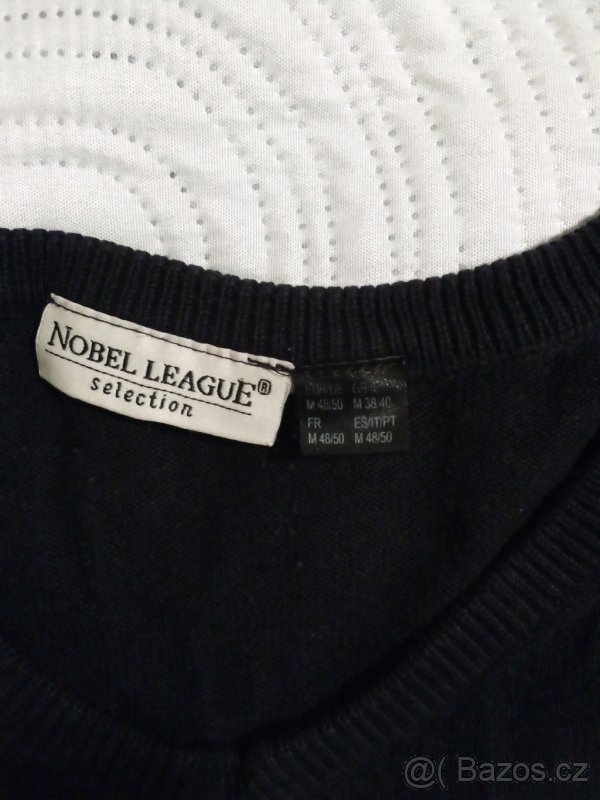 NOBEL LEAGUE®
selection
M 48/50 M 38.40
FR ES/IT/PT
M 48/50 M 48/50
@( Bazos.cz